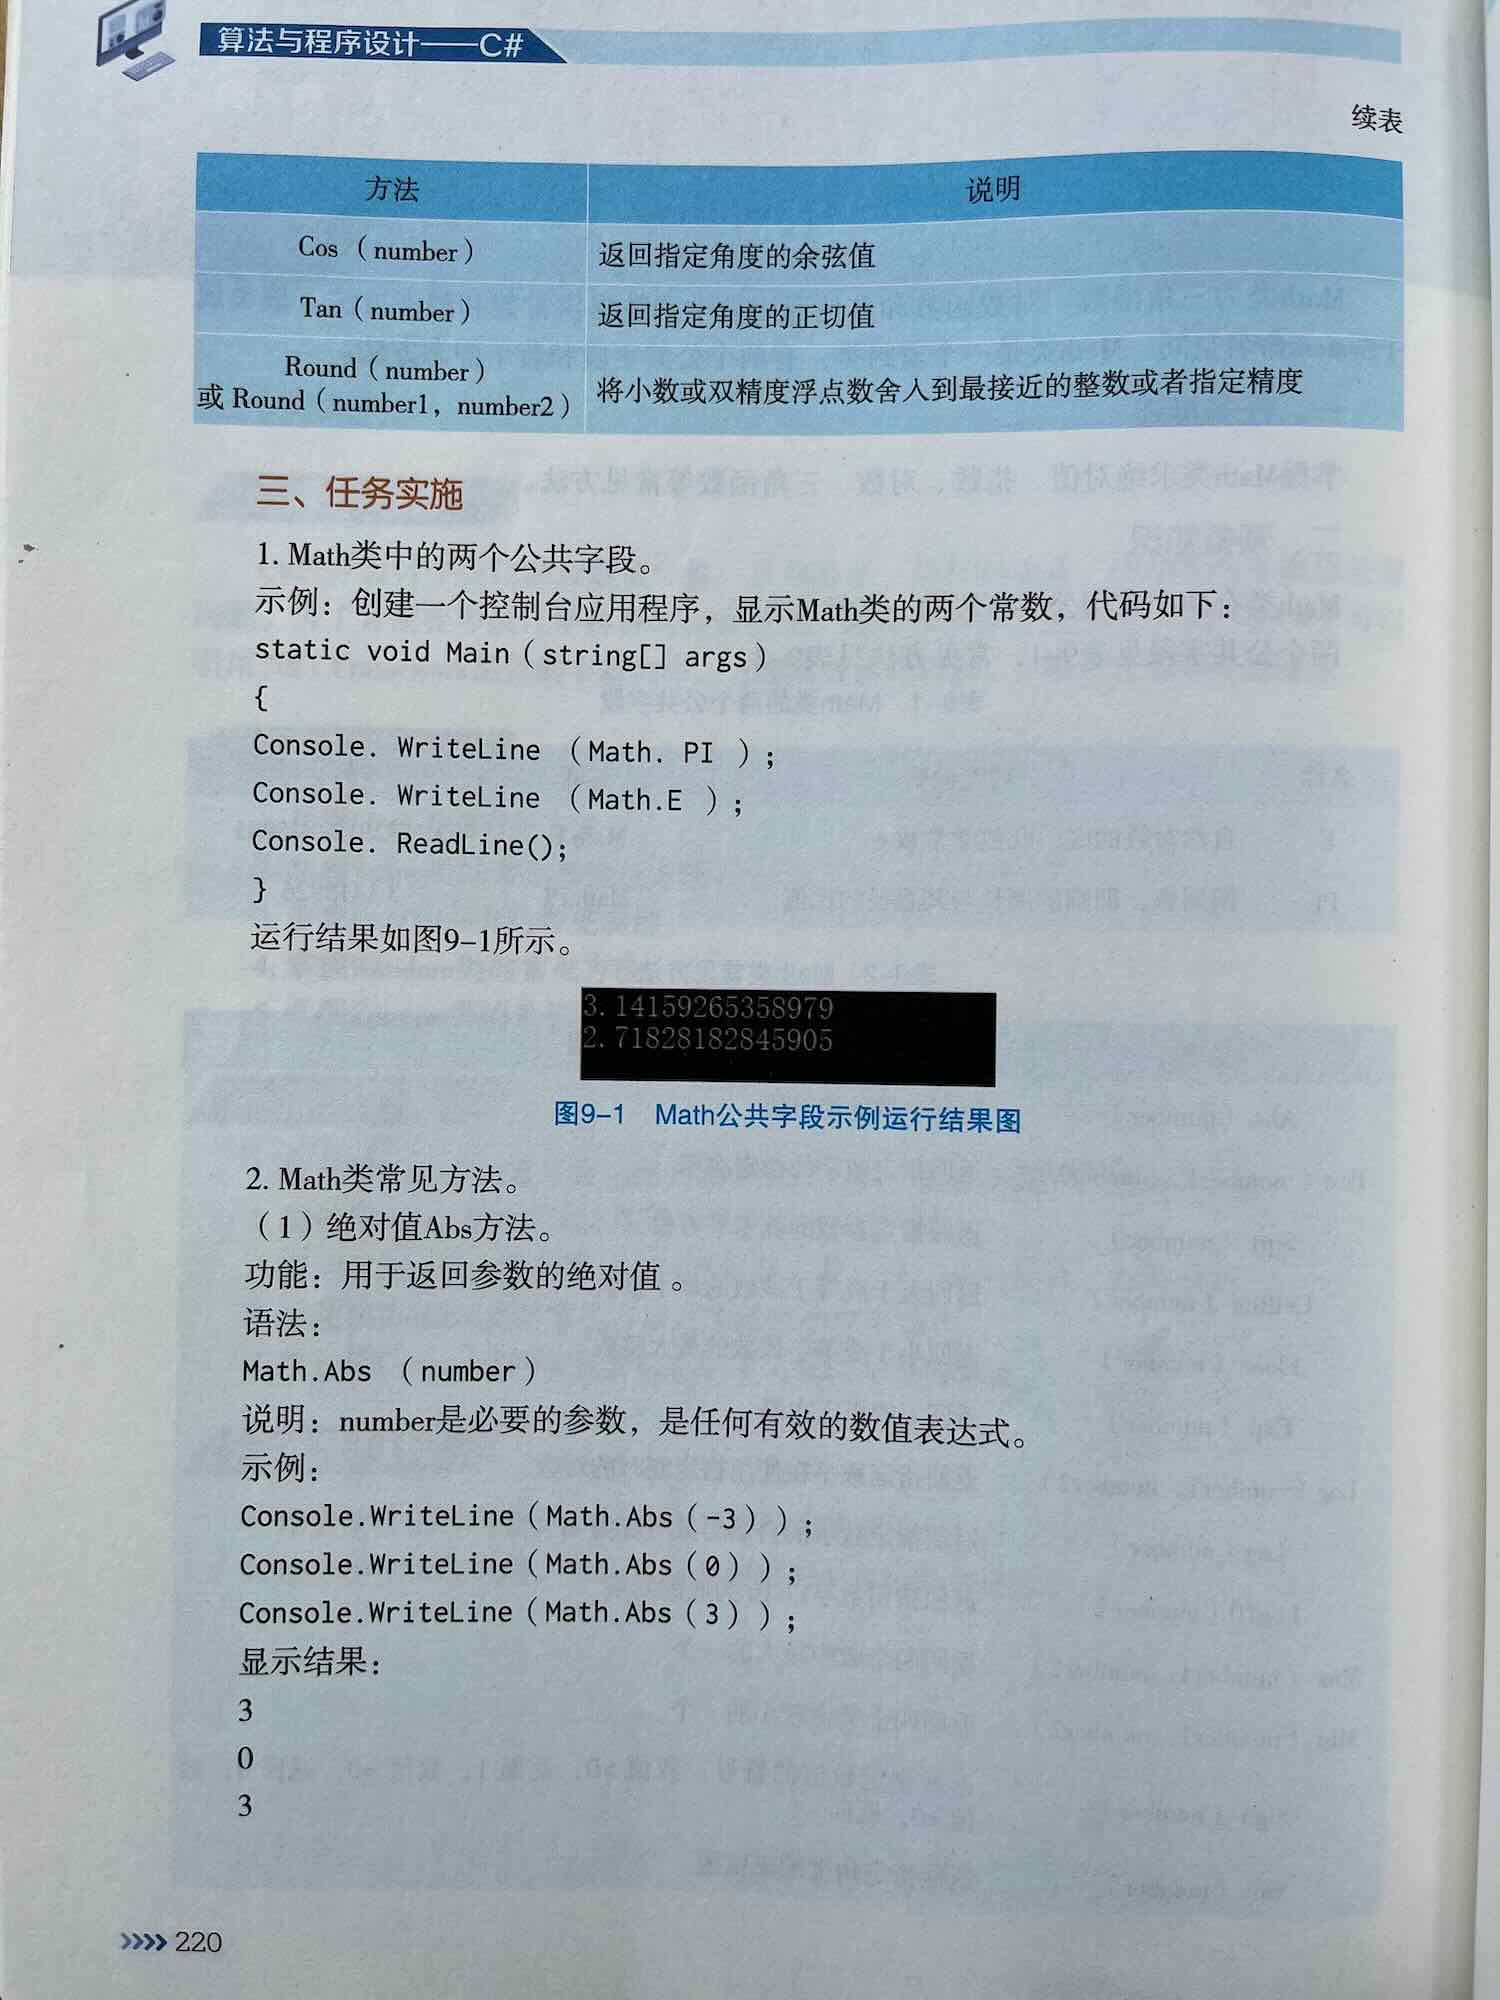 算法与程序设计——C#
续表
方法 说明
Cos（number） 返回指定角度的余弦值
Tan（number） 返回指定角度的正切值
Round（number）
或 Round（number1，number2） 将小数或双精度浮点数舍入到最接近的整数或者指定精度
三、任务实施
1. Math类中的两个公共字段。
示例：创建一个控制台应用程序，显示Math类的两个常数，代码如下：
static void Main（string[] args）
{
Console. WriteLine （Math. PI ）;
Console. WriteLine （Math.E ）;
Console. ReadLine();
}
运行结果如图9-1所示。
3.14159265358979
2.71828182845905
图9-1 Math公共字段示例运行结果图
2. Math类常见方法。
（1）绝对值Abs方法。
功能：用于返回参数的绝对值 。
语法：
Math.Abs （number）
说明：number是必要的参数，是任何有效的数值表达式。
示例：
Console.WriteLine（Math.Abs（-3））;
Console.WriteLine（Math.Abs（0））;
Console.WriteLine（Math.Abs（3））;
显示结果：
3
0
3
220